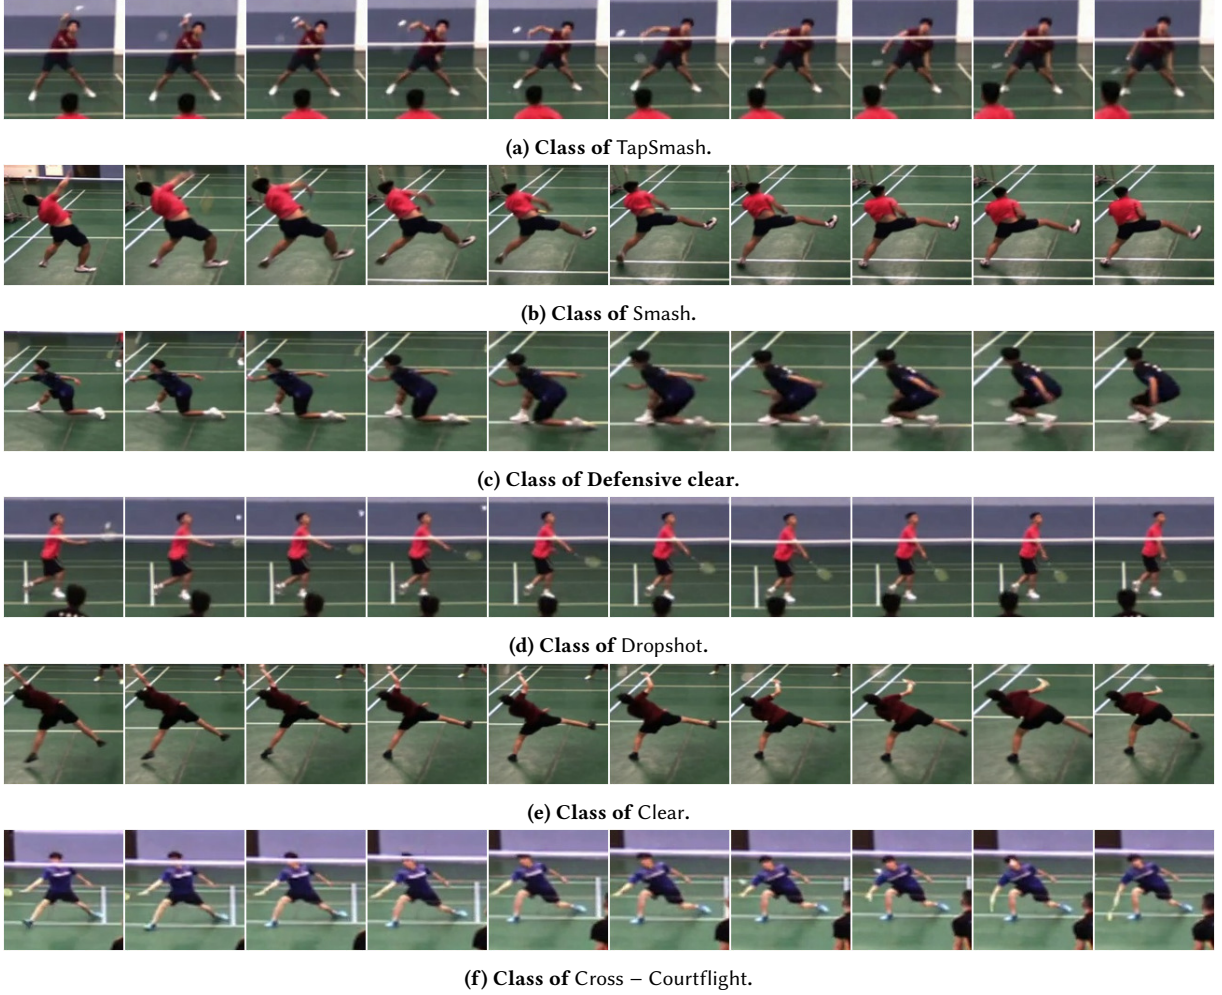 (a) Class of TapSmash.
(b) Class of Smash.
(c) Class of Defensive clear.
(d) Class of Dropshot.
(e) Class of Clear.
(f) Class of Cross – Courtflight.